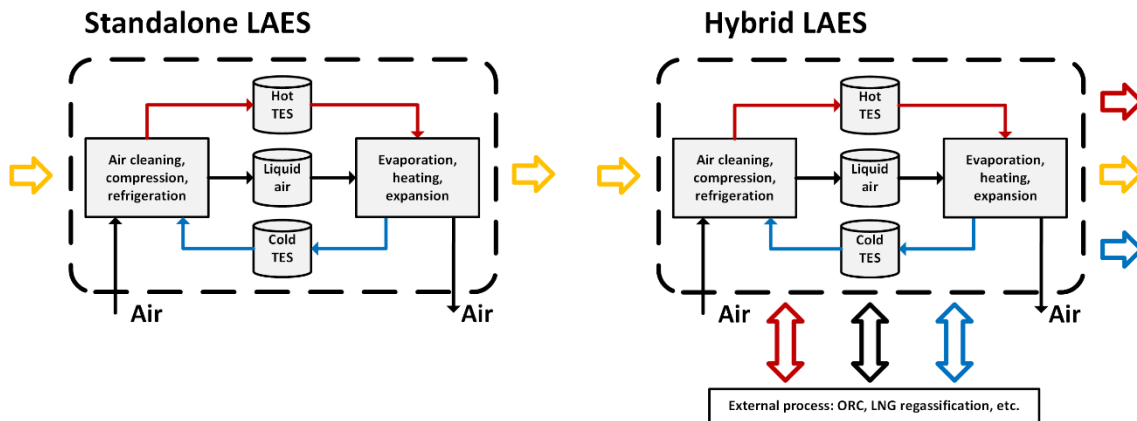 Standalone LAES
Hot
TES
Air cleaning,
compression,
refrigeration
Liquid
air
Evaporation,
heating,
expansion
Cold
TES
Air
Air
Hybrid LAES
Hot
TES
Air cleaning,
compression,
refrigeration
Liquid
air
Evaporation,
heating,
expansion
Cold
TES
Air
Air
External process: ORC, LNG regassification, etc.